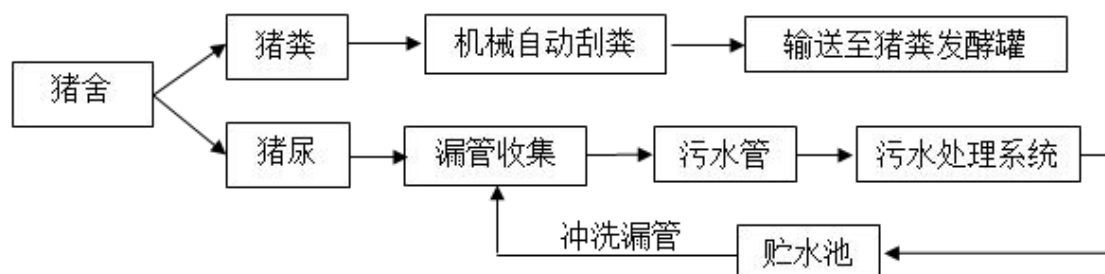 猪舍
猪粪
机械自动刮粪
输送至猪粪发酵罐
猪尿
漏管收集
污水管
污水处理系统
冲洗漏管
贮水池